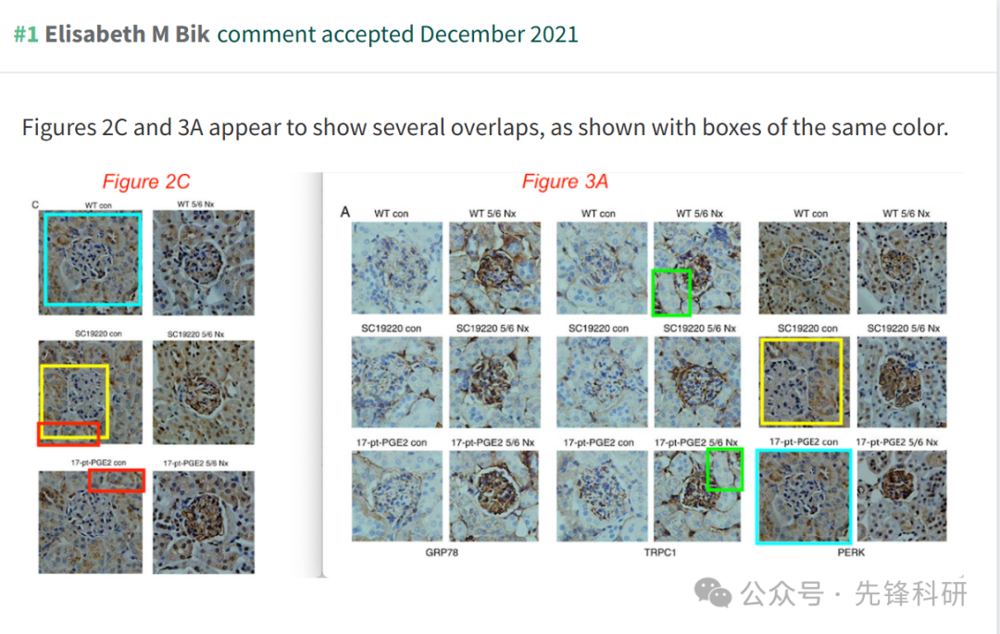 #1 Elisabeth M Bik comment accepted December 2021
Figures 2C and 3A appear to show several overlaps, as shown with boxes of the same color.
Figure 2C
Figure 3A
C
WT con
WT 5/6 Nx
SC19220 con
SC19220 5/6 Nx
17-pt-PGE2 con
17-pt-PGE2 5/6 Nx
A
WT con
WT 5/6 Nx
WT con
WT 5/6 Nx
WT con
WT 5/6 Nx
SC19220 con
SC19220 5/6 Nx
SC19220 con
SC19220 5/6 Nx
SC19220 con
SC19220 5/6 Nx
17-pt-PGE2 con
17-pt-PGE2 5/6 Nx
17-pt-PGE2 con
17-pt-PGE2 5/6 Nx
17-pt-PGE2 con
17-pt-PGE2 5/6 Nx
GRP78
TRPC1
PERK
公众号 · 先锋科研